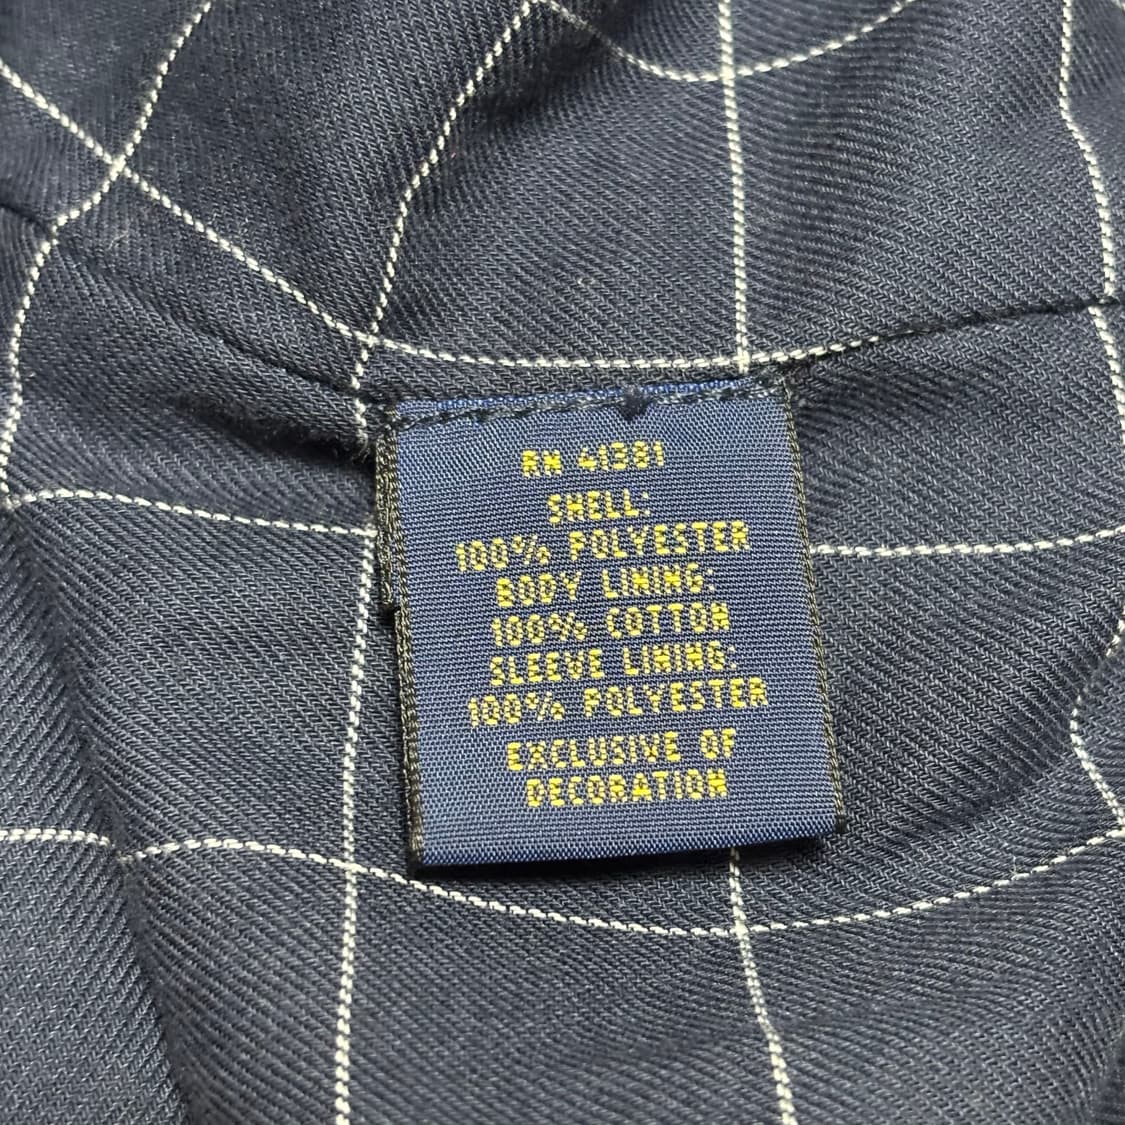 RN 41381
SHELL:
100% POLYESTER
BODY LINING:
100% COTTON
SLEEVE LINING:
100% POLYESTER
EXCLUSIVE OF
DECORATION